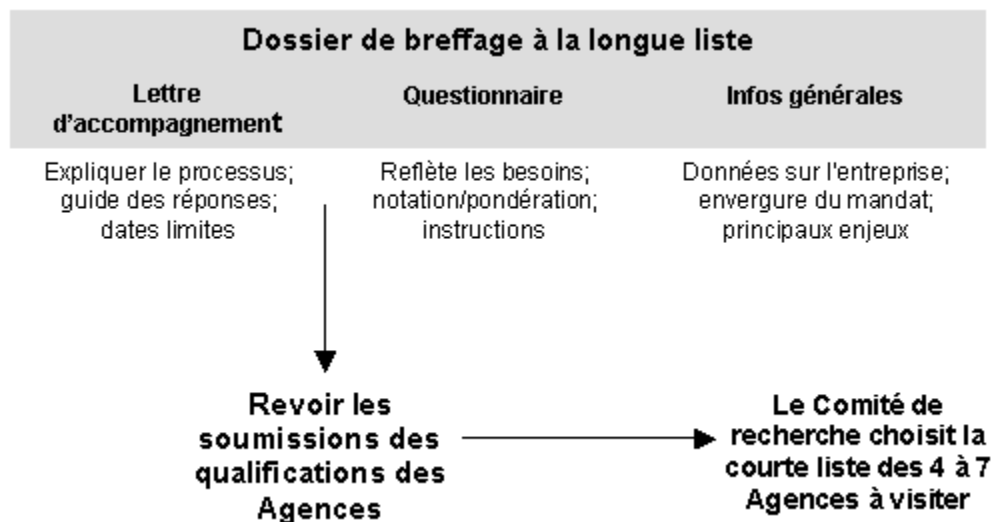 Dossier de breffage à la longue liste
Lettre
d'accompagnement
Questionnaire
Infos générales
Expliquer le processus;
guide des réponses;
dates limites
Reflète les besoins;
notation/pondération;
instructions
Données sur l'entreprise;
envergure du mandat;
principaux enjeux
Revoir les
soumissions des
qualifications des
Agences
Le Comité de
recherche choisit la
courte liste des 4 à 7
Agences à visiter